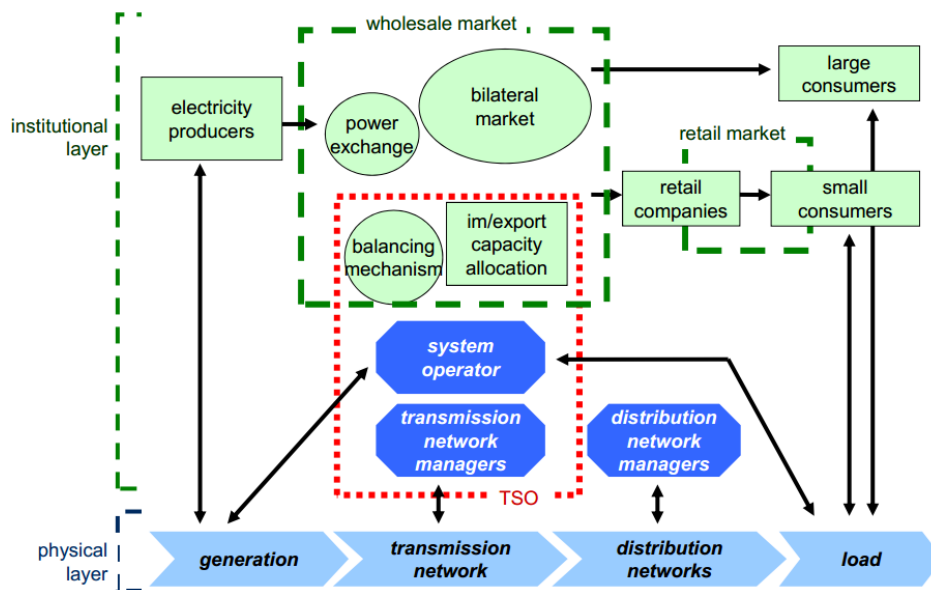 wholesale market
electricity
producers
power
exchange
bilateral
market
large
consumers
institutional
layer
retail market
retail
companies
small
consumers
balancing
mechanism
im/export
capacity
allocation
system
operator
transmission
network
managers
distribution
network
managers
TSO
physical
layer
generation
transmission
network
distribution
networks
load